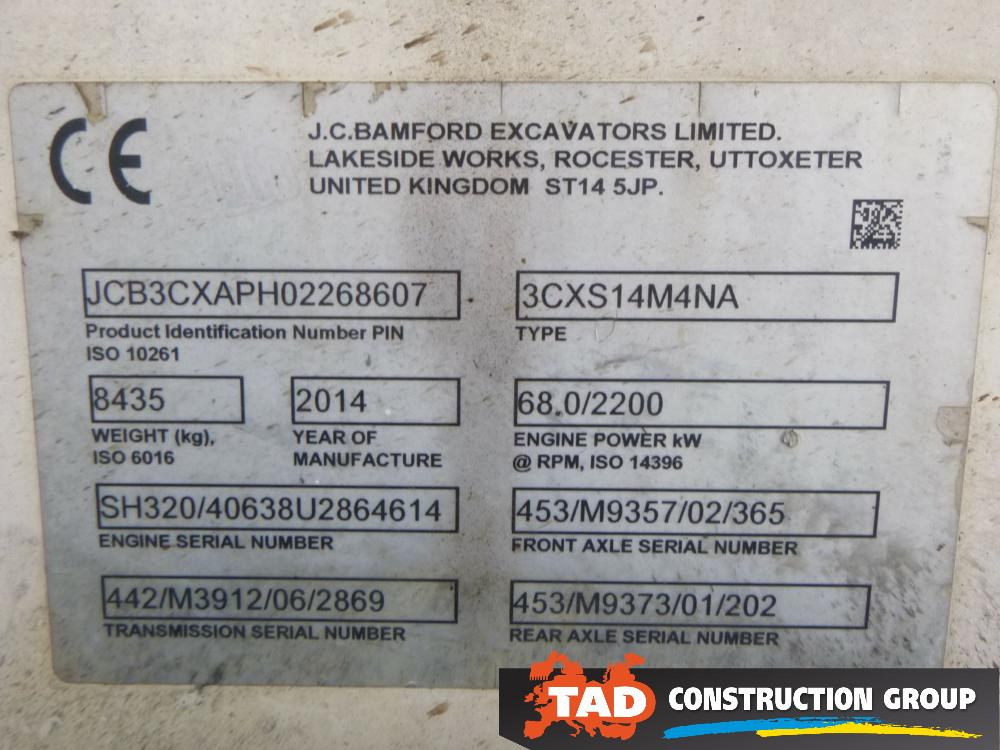 CE
J.C.BAMFORD EXCAVATORS LIMITED.
LAKESIDE WORKS, ROCESTER, UTTOXETER
UNITED KINGDOM ST14 5JP.
JCB3CXAPH02268607
Product Identification Number PIN
ISO 10261
3CXS14M4NA
TYPE
8435
WEIGHT (kg),
ISO 6016
2014
YEAR OF
MANUFACTURE
68.0/2200
ENGINE POWER kW
@ RPM, ISO 14396
SH320/40638U2864614
ENGINE SERIAL NUMBER
453/M9357/02/365
FRONT AXLE SERIAL NUMBER
442/M3912/06/2869
TRANSMISSION SERIAL NUMBER
453/M9373/01/202
REAR AXLE SERIAL NUMBER
TAD CONSTRUCTION GROUP